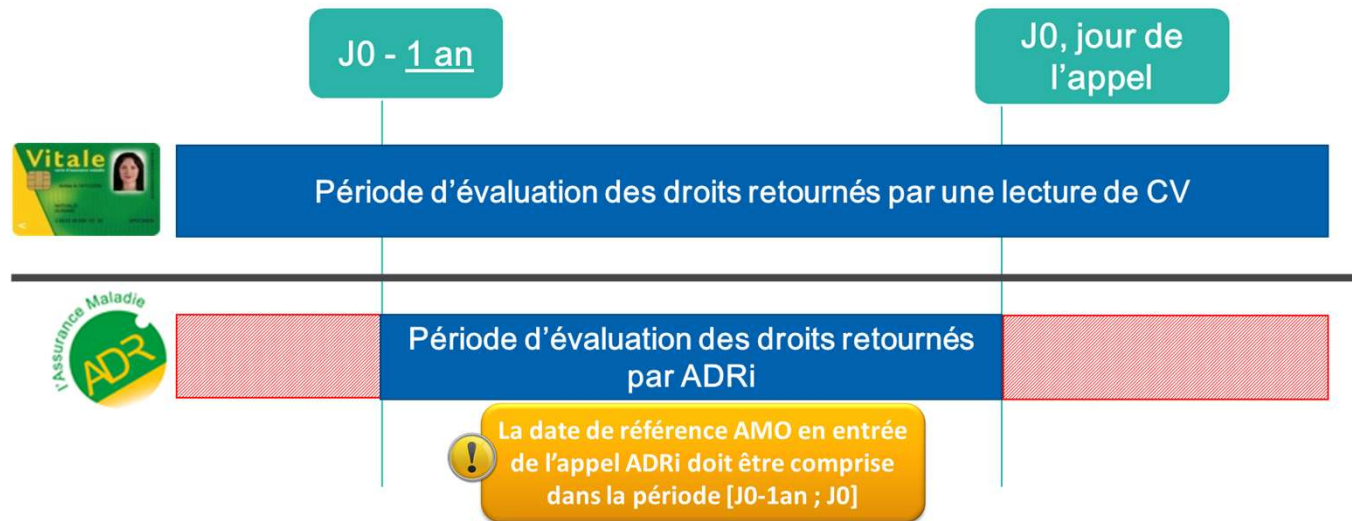 J0 - 1 an
J0, jour de
l'appel
Vitale
Période d'évaluation des droits retournés par une lecture de CV
l'Assurance Maladie
ADR
Période d'évaluation des droits retournés
par ADRi
La date de référence AMO en entrée
de l'appel ADRi doit être comprise
dans la période [J0-1an ; J0]